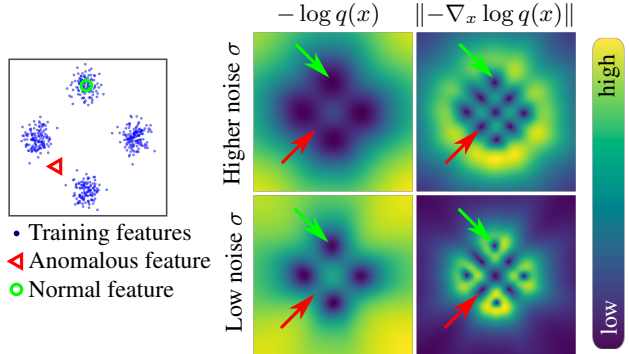 − log q(x)
‖−∇ₓ log q(x)‖
Higher noise σ
Low noise σ
high
low
Training features
Anomalous feature
Normal feature